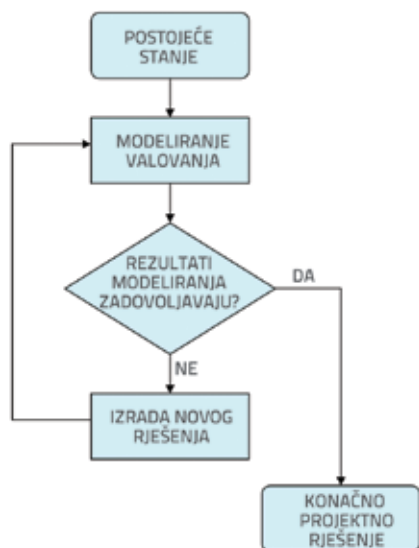 POSTOJEĆE
STANJE
MODELIRANJE
VALOVANJA
REZULTATI
MODELIRANJA
ZADOVOLJAVAJU?
DA
NE
IZRADA NOVOG
RJEŠENJA
KONAČNO
PROJEKTNO
RJEŠENJE